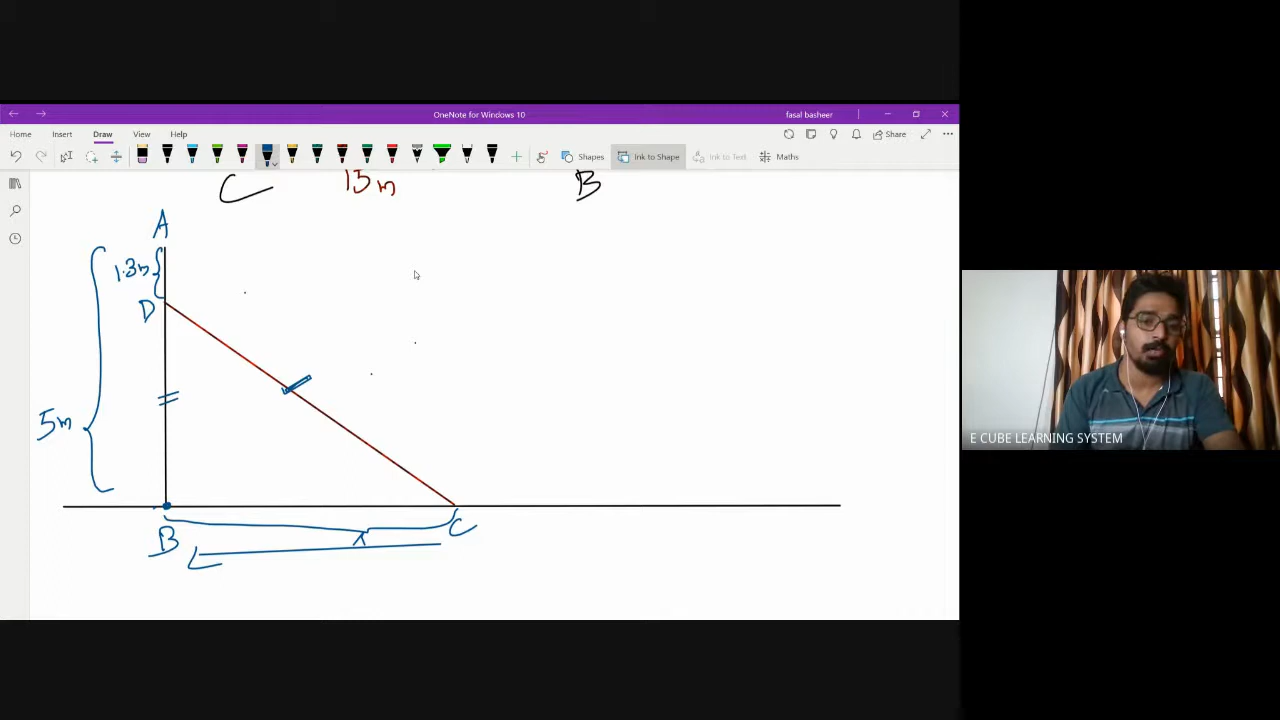 OneNote for Windows 10
fasal basheer
Home Insert Draw View Help
Share
Shapes
Ink to Shape
Ink to Text
Maths
C 13m B
A
1.3m
D
5m
B C
E CUBE LEARNING SYSTEM